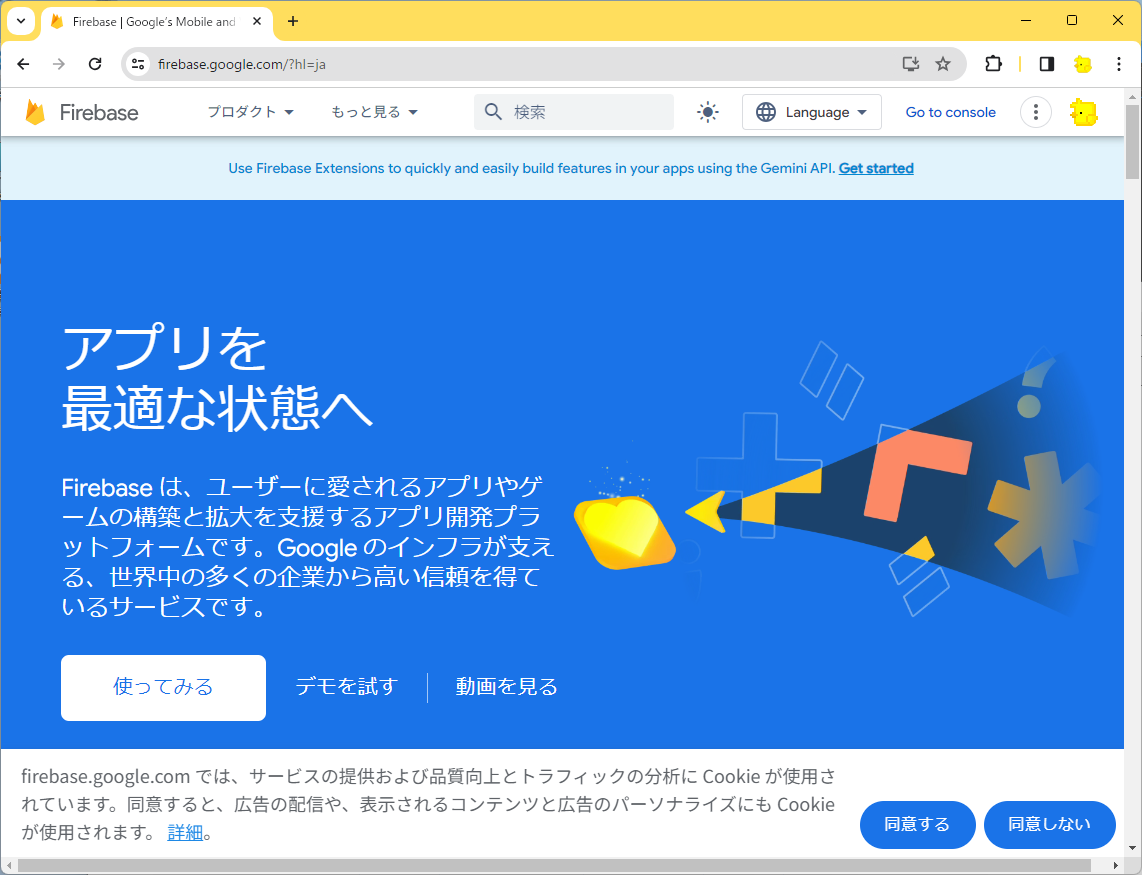 Firebase | Google's Mobile and
firebase.google.com/?hl=ja
Firebase
プロダクト
もっと見る
検索
Language
Go to console
Use Firebase Extensions to quickly and easily build features in your apps using the Gemini API. Get started
アプリを
最適な状態へ
Firebase は、ユーザーに愛されるアプリやゲ
ームの構築と拡大を支援するアプリ開発プラ
ットフォームです。Google のインフラが支え
る、世界中の多くの企業から高い信頼を得て
いるサービスです。
使ってみる
デモを試す
動画を見る
firebase.google.com では、サービスの提供および品質向上とトラフィックの分析に Cookie が使用さ
れています。同意すると、広告の配信や、表示されるコンテンツと広告のパーソナライズにも Cookie
が使用されます。 詳細。
同意する
同意しない